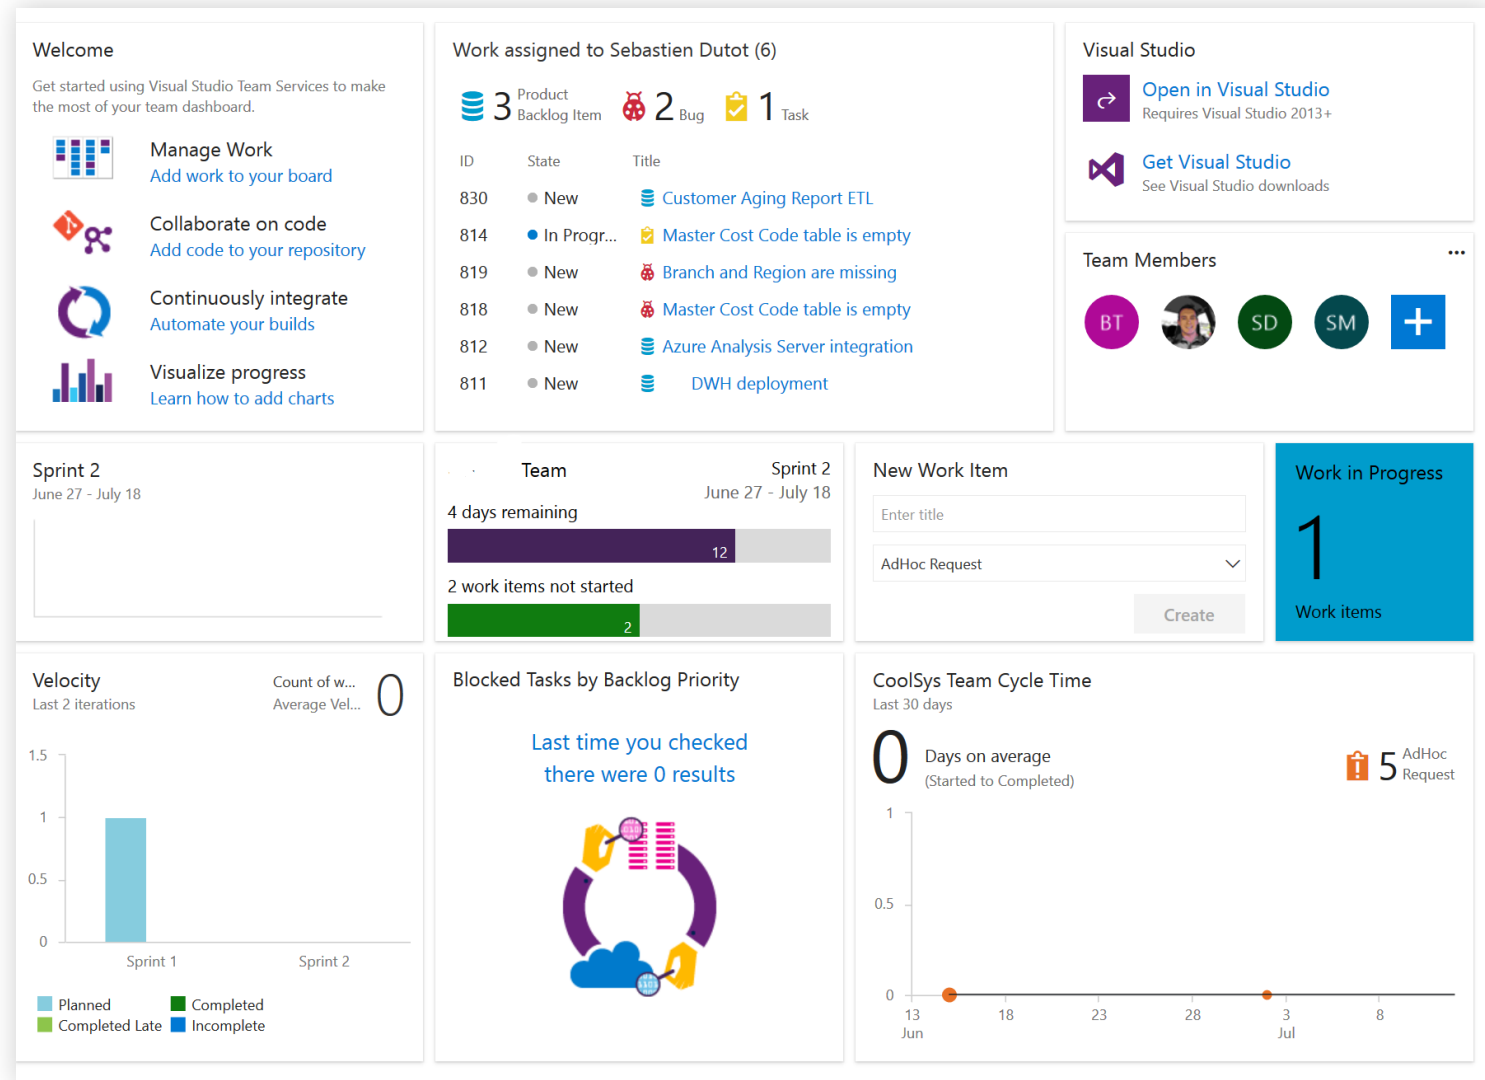 Welcome
Get started using Visual Studio Team Services to make
the most of your team dashboard.
Manage Work
Add work to your board
Collaborate on code
Add code to your repository
Continuously integrate
Automate your builds
Visualize progress
Learn how to add charts
Work assigned to Sebastien Dutot (6)
3 Product Backlog Item 2 Bug 1 Task
ID State Title
830 New Customer Aging Report ETL
814 In Progr... Master Cost Code table is empty
819 New Branch and Region are missing
818 New Master Cost Code table is empty
812 New Azure Analysis Server integration
811 New DWH deployment
Visual Studio
Open in Visual Studio
Requires Visual Studio 2013+
Get Visual Studio
See Visual Studio downloads
Team Members
BT SD SM
Sprint 2
June 27 - July 18
Team Sprint 2
June 27 - July 18
4 days remaining
12
2 work items not started
2
New Work Item
Enter title
AdHoc Request
Create
Work in Progress
1
Work items
Velocity
Last 2 iterations
Count of w...
Average Vel...
0
1.5
1
0.5
0
Sprint 1 Sprint 2
Planned Completed
Completed Late Incomplete
Blocked Tasks by Backlog Priority
Last time you checked
there were 0 results
CoolSys Team Cycle Time
Last 30 days
0 Days on average
(Started to Completed)
5 AdHoc
Request
1
0.5
0
13 18 23 28 3 8
Jun Jul